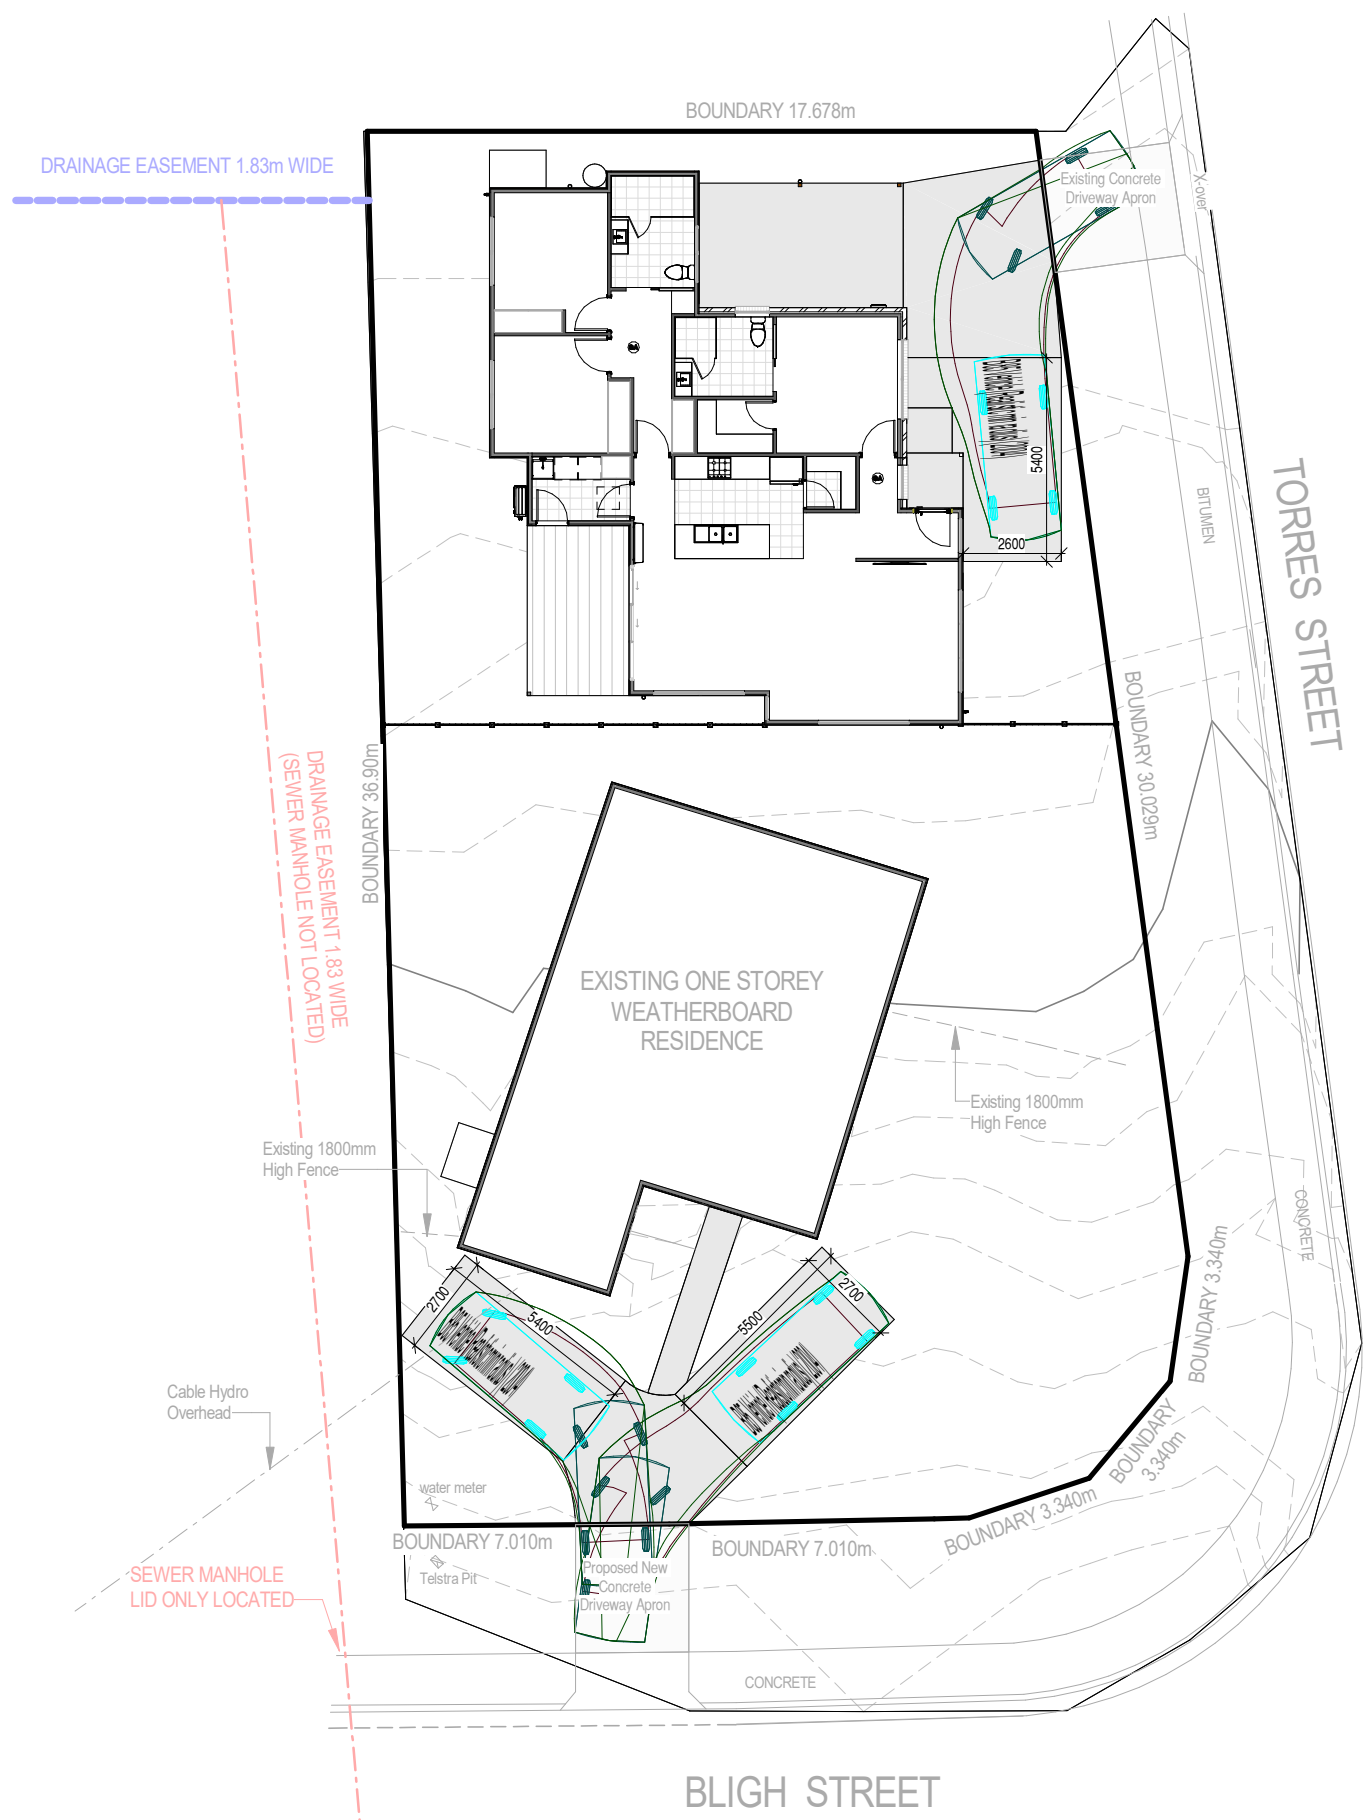 BOUNDARY 17.678m
DRAINAGE EASEMENT 1.83m WIDE
Existing Concrete
Driveway Apron
X-over
5400
2600
BITUMEN
TORRES STREET
BOUNDARY 36.90m
BOUNDARY 30.029m
DRAINAGE EASEMENT 1.83 WIDE
(SEWER MANHOLE NOT LOCATED)
EXISTING ONE STOREY
WEATHERBOARD
RESIDENCE
Existing 1800mm
High Fence
Existing 1800mm
High Fence
CONCRETE
BOUNDARY 3.340m
2700
5400
5500
2700
Cable Hydro
Overhead
BOUNDARY
3.340m
water meter
BOUNDARY 3.340m
BOUNDARY 7.010m
BOUNDARY 7.010m
Telstra Pit
Proposed New
Concrete
Driveway Apron
SEWER MANHOLE
LID ONLY LOCATED
CONCRETE
BLIGH STREET